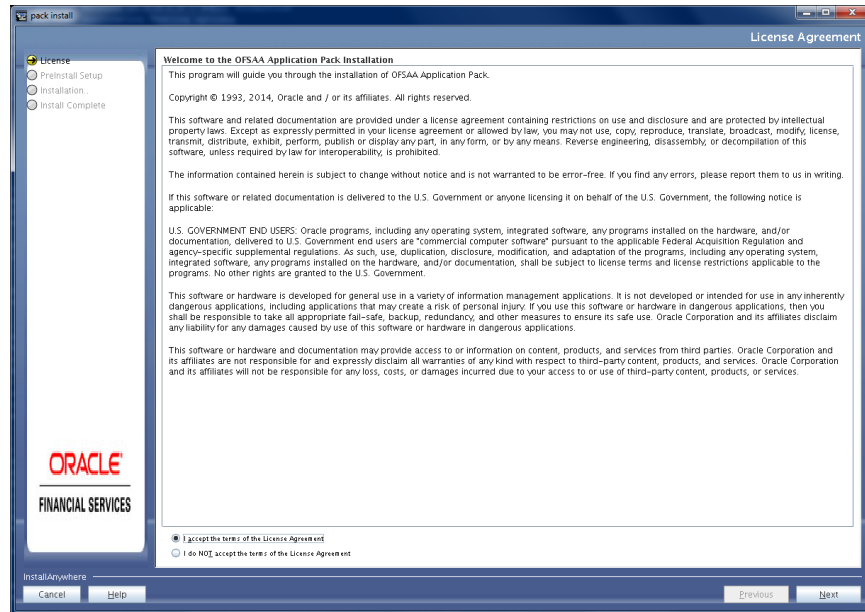 pack install
License Agreement
License
Preinstall Setup
Installation..
Install Complete
Welcome to the OFSAA Application Pack Installation
This program will guide you through the installation of OFSAA Application Pack.
Copyright © 1993, 2014, Oracle and / or its affiliates. All rights reserved.
This software and related documentation are provided under a license agreement containing restrictions on use and disclosure and are protected by intellectual
property laws. Except as expressly permitted in your license agreement or allowed by law, you may not use, copy, reproduce, translate, broadcast, modify, license,
transmit, distribute, exhibit, perform, publish or display any part, in any form, or by any means. Reverse engineering, disassembly, or decompilation of this
software, unless required by law for interoperability, is prohibited.
The information contained herein is subject to change without notice and is not warranted to be error-free. If you find any errors, please report them to us in writing.
If this software or related documentation is delivered to the U.S. Government or anyone licensing it on behalf of the U.S. Government, the following notice is
applicable:
U.S. GOVERNMENT END USERS: Oracle programs, including any operating system, integrated software, any programs installed on the hardware, and/or
documentation, delivered to U.S. Government end users are "commercial computer software" pursuant to the applicable Federal Acquisition Regulation and
agency-specific supplemental regulations. As such, use, duplication, disclosure, modification, and adaptation of the programs, including any operating system,
integrated software, any programs installed on the hardware, and/or documentation, shall be subject to license terms and license restrictions applicable to the
programs. No other rights are granted to the U.S. Government.
This software or hardware is developed for general use in a variety of information management applications. It is not developed or intended for use in any inherently
dangerous applications, including applications that may create a risk of personal injury. If you use this software or hardware in dangerous applications, then you
shall be responsible to take all appropriate fail-safe, backup, redundancy, and other measures to ensure its safe use. Oracle Corporation and its affiliates disclaim
any liability for any damages caused by use of this software or hardware in dangerous applications.
This software or hardware and documentation may provide access to or information on content, products, and services from third parties. Oracle Corporation and
its affiliates are not responsible for and expressly disclaim all warranties of any kind with respect to third-party content, products, and services. Oracle Corporation
and its affiliates will not be responsible for any loss, costs, or damages incurred due to your access to or use of third-party content, products, or services.
ORACLE
FINANCIAL SERVICES
I accept the terms of the License Agreement
I do NOT accept the terms of the License Agreement
InstallAnywhere
Cancel
Help
Previous
Next